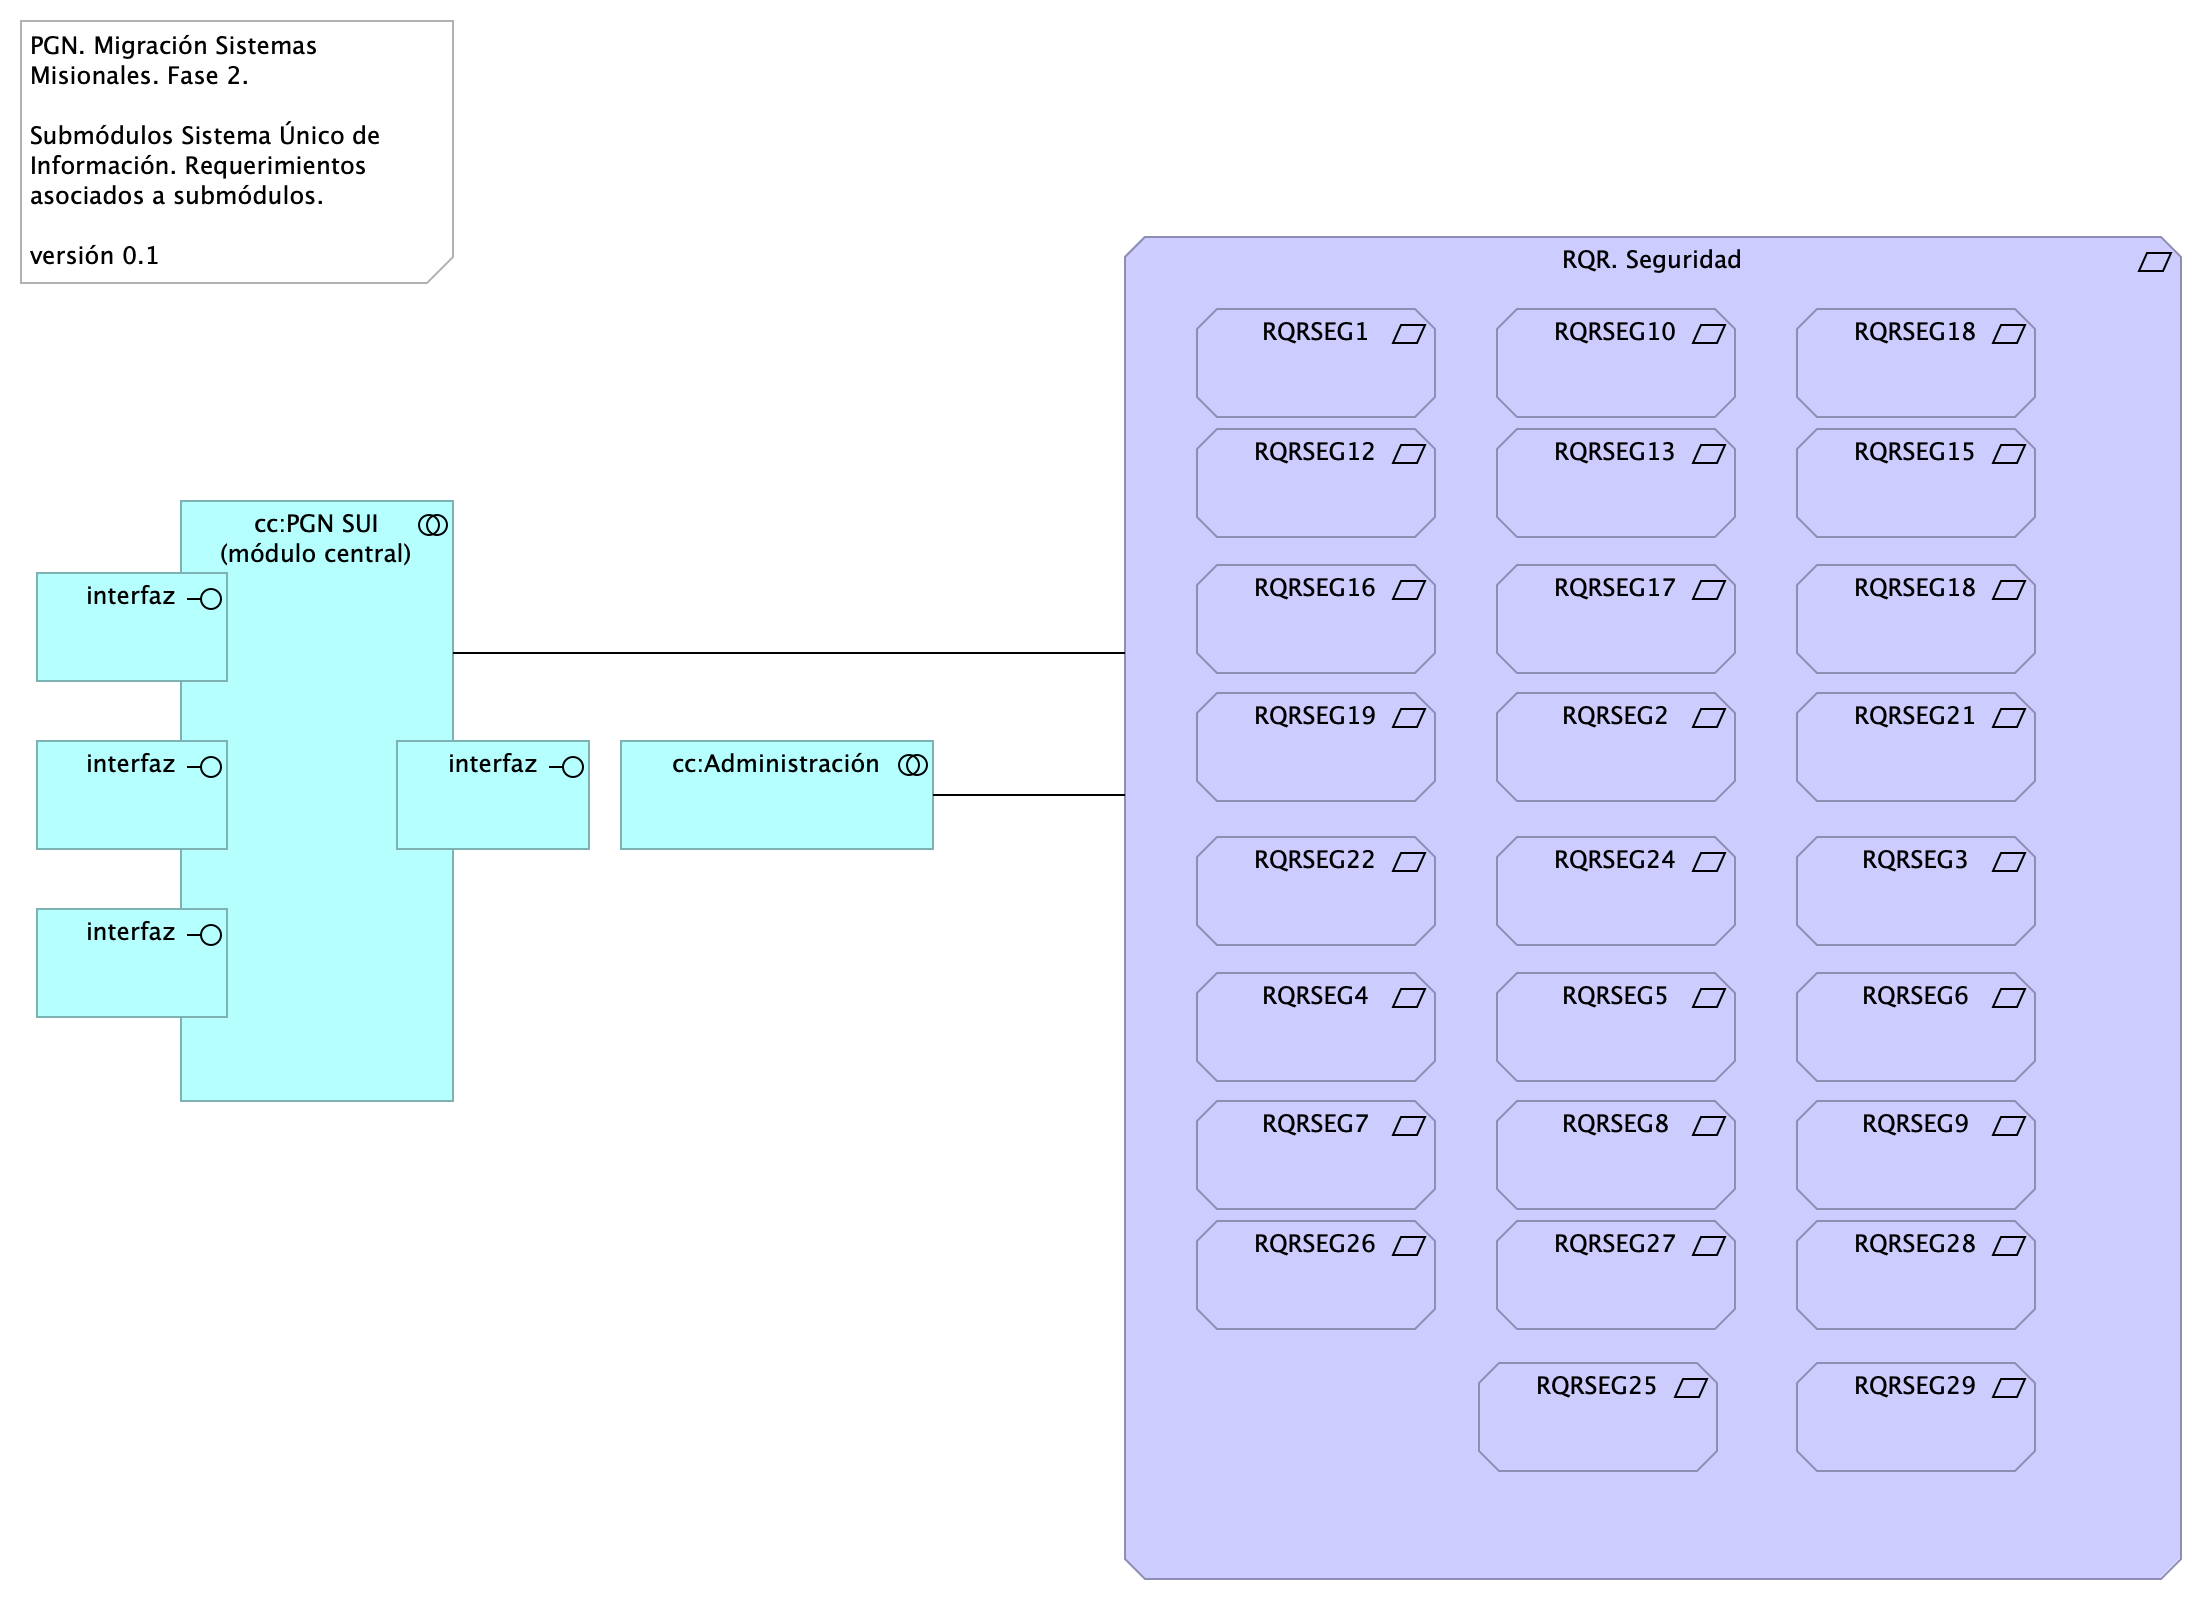 PGN. Migración Sistemas
Misionales. Fase 2.
Submódulos Sistema Único de
Información. Requerimientos
asociados a submódulos.
versión 0.1
cc:PGN SUI
(módulo central)
interfaz
interfaz
interfaz
interfaz
cc:Administración
RQR. Seguridad
RQRSEG1
RQRSEG10
RQRSEG18
RQRSEG12
RQRSEG13
RQRSEG15
RQRSEG16
RQRSEG17
RQRSEG18
RQRSEG19
RQRSEG2
RQRSEG21
RQRSEG22
RQRSEG24
RQRSEG3
RQRSEG4
RQRSEG5
RQRSEG6
RQRSEG7
RQRSEG8
RQRSEG9
RQRSEG26
RQRSEG27
RQRSEG28
RQRSEG25
RQRSEG29